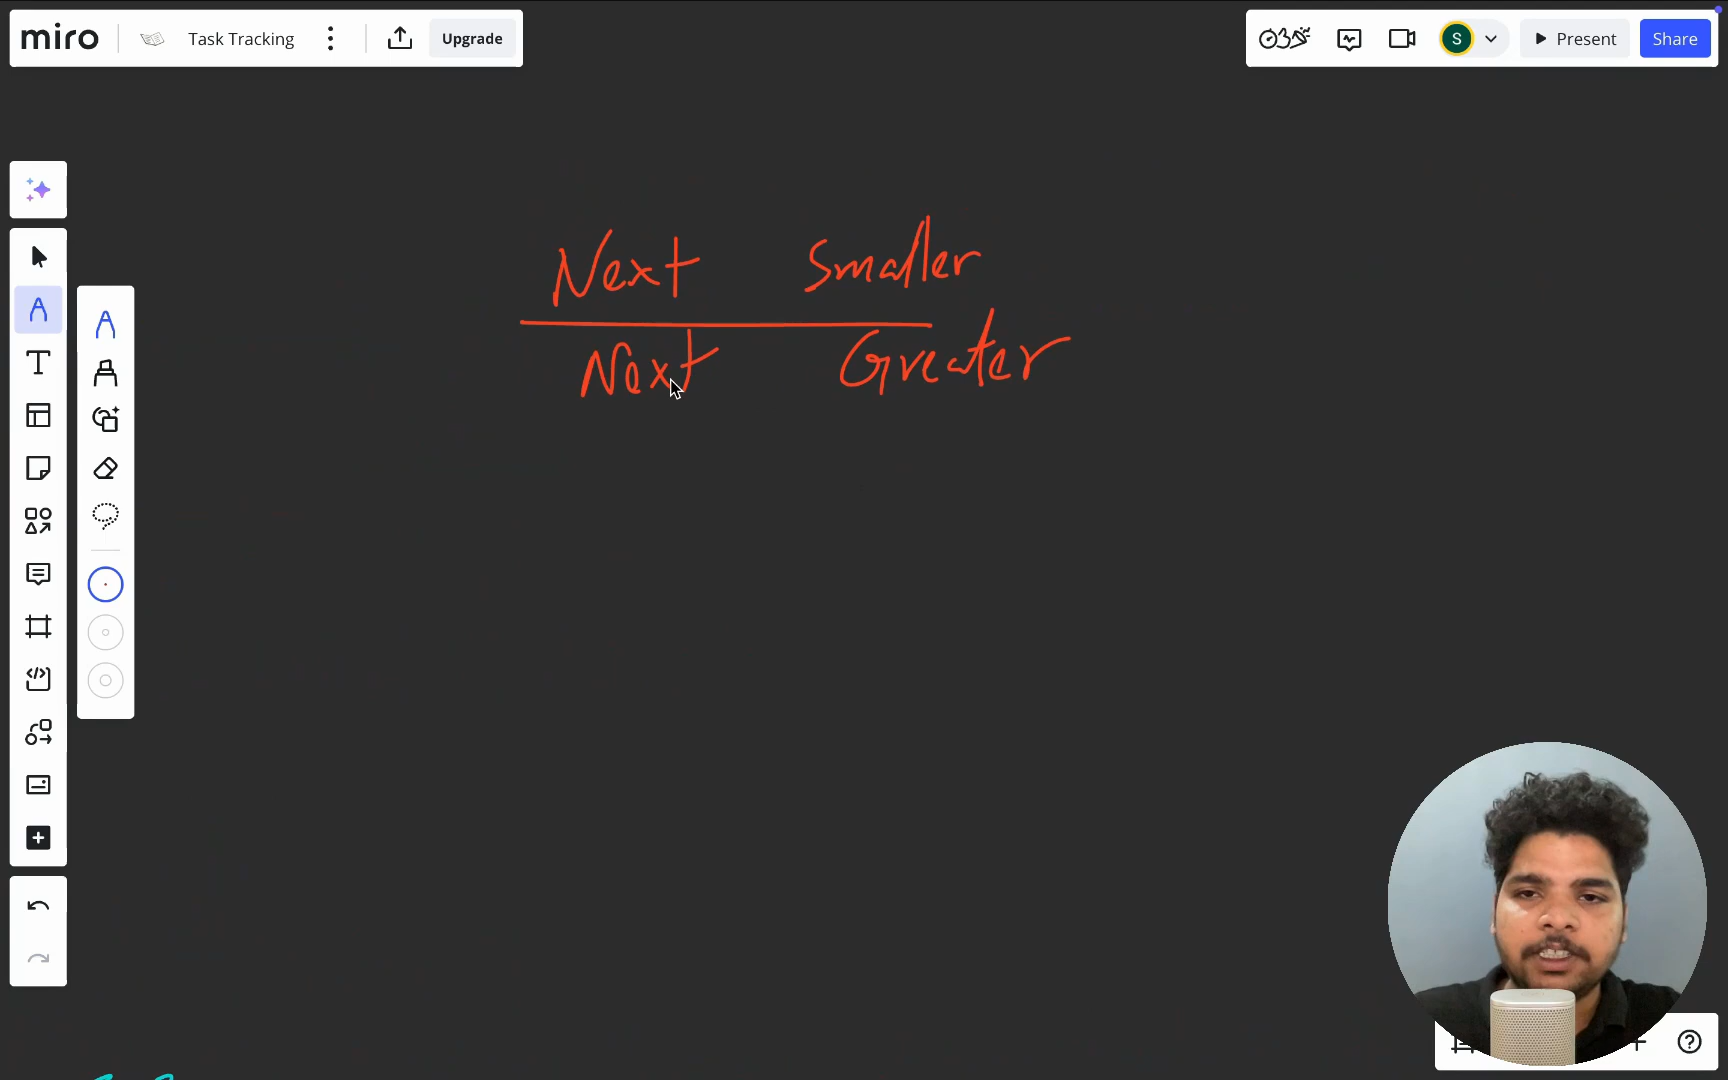 miro Task Tracking Upgrade S Present Share
Next Smaller
Next Greater